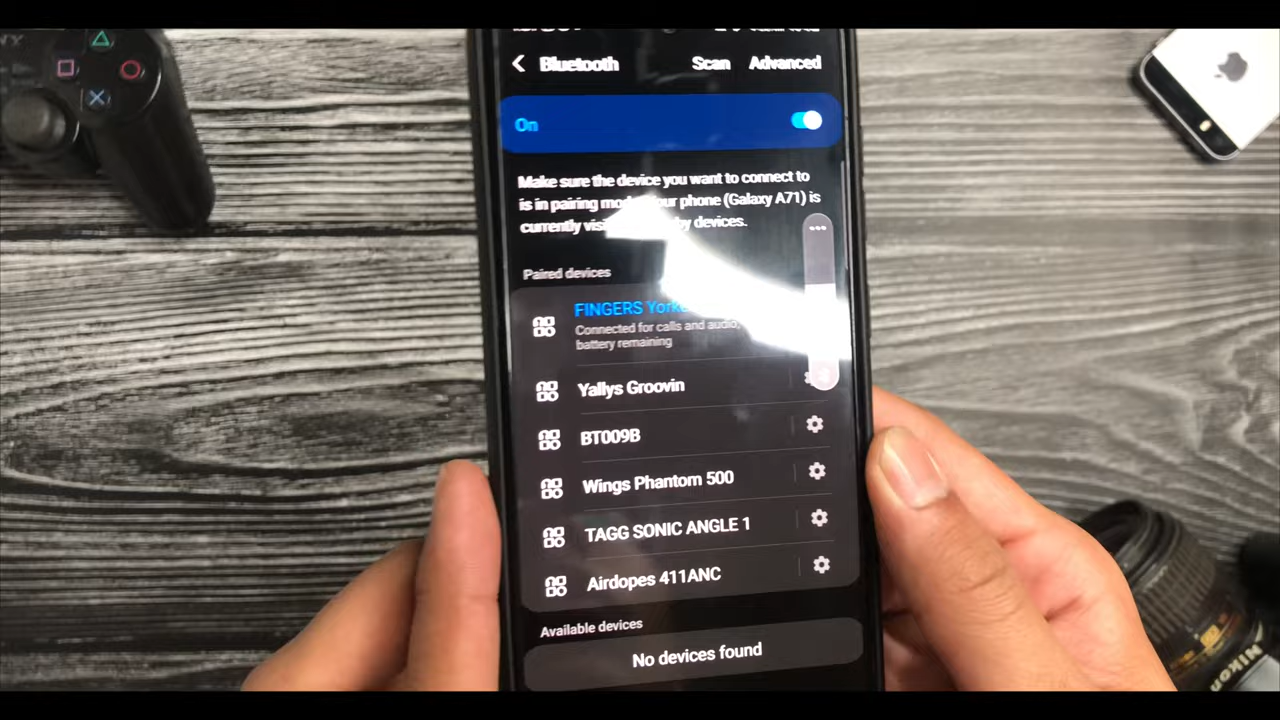 Bluetooth
Scan
Advanced
On
Make sure the device you want to connect to
is in pairing phone (Galaxy A71) is
currently devices.
Paired devices
FINGERS
Connected for calls and audio,
battery remaining
Yallys Groovin
BT009B
Wings Phantom 500
TAGG SONIC ANGLE 1
Airdopes 411ANC
Available devices
No devices found
Nikon